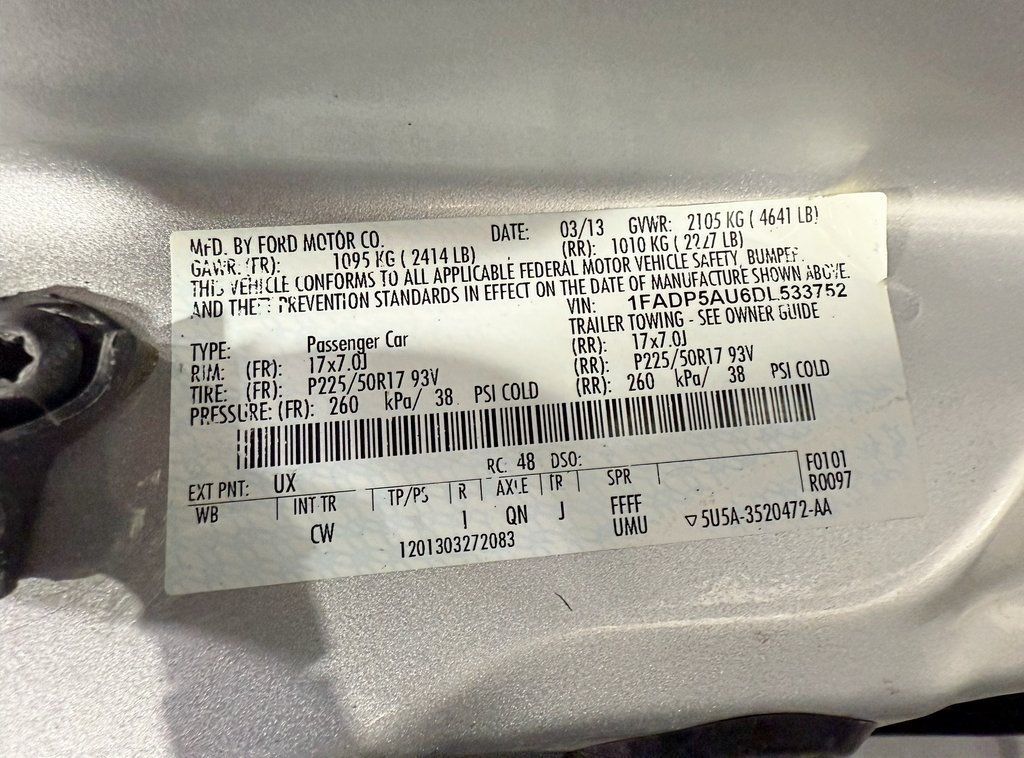 MFD. BY FORD MOTOR CO. DATE: 03/13 GVWR: 2105 KG ( 4641 LB)
GAWR: (FR): 1095 KG ( 2414 LB) (RR): 1010 KG ( 2227 LB)
THIS VEHICLE CONFORMS TO ALL APPLICABLE FEDERAL MOTOR VEHICLE SAFETY, BUMPER,
AND THEFT PREVENTION STANDARDS IN EFFECT ON THE DATE OF MANUFACTURE SHOWN ABOVE.
VIN: 1FADP5AU6DL533752
TYPE: Passenger Car TRAILER TOWING - SEE OWNER GUIDE
RIM: (FR): 17x7.0J (RR): 17x7.0J
TIRE: (FR): P225/50R17 93V (RR): P225/50R17 93V
PRESSURE: (FR): 260 kPa/ 38 PSI COLD (RR): 260 kPa/ 38 PSI COLD
EXT PNT: UX RC: 48 DSO: F0101
WB INT TR TP/PS R AXLE TR SPR R0097
CW I QN J FFFF
UMU ▽5U5A-3520472-AA
1201303272083